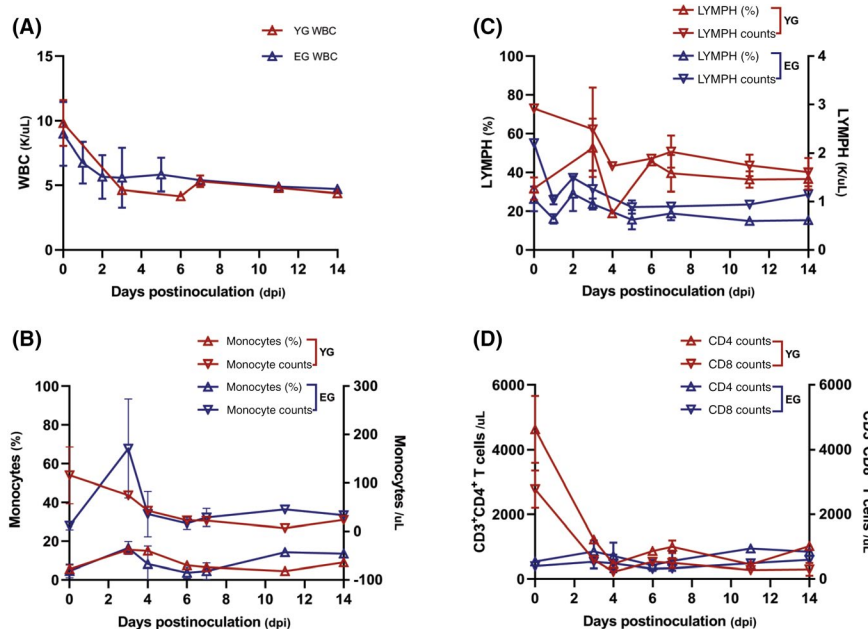 (A)
YG WBC
EG WBC
15
10
5
0
WBC (K/uL)
0 2 4 6 8 10 12 14
Days postinoculation (dpi)
(C)
LYMPH (%)
LYMPH counts
YG
LYMPH (%)
LYMPH counts
EG
100
80
60
40
20
0
LYMPH (%)
4
3
2
1
0
LYMPH (K/uL)
0 2 4 6 8 10 12 14
Days postinoculation (dpi)
(B)
Monocytes (%)
Monocyte counts
YG
Monocytes (%)
Monocyte counts
EG
100
80
60
40
20
0
Monocytes (%)
300
200
100
0
-100
Monocytes /uL
0 2 4 6 8 10 12 14
Days postinoculation (dpi)
(D)
CD4 counts
CD8 counts
YG
CD4 counts
CD8 counts
EG
6000
4000
2000
0
CD3+CD4+ T cells /uL
6000
2000
0
0 2 4 6 8 10 12 14
Days postinoculation (dpi)